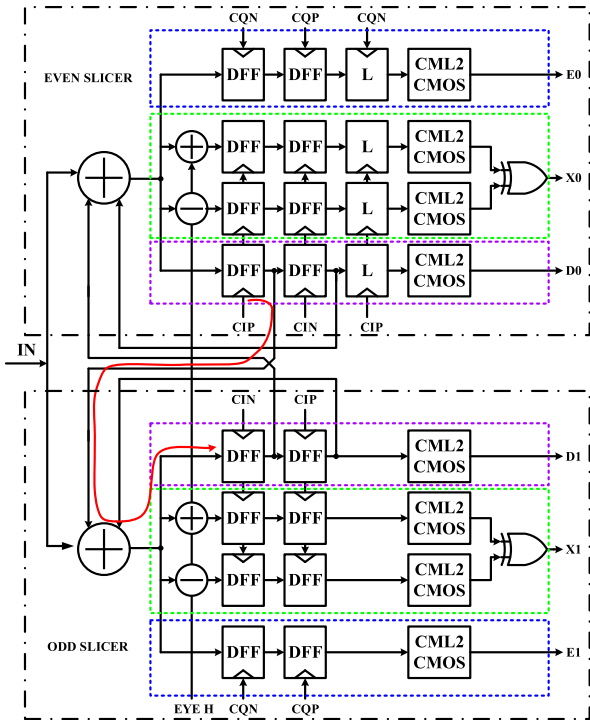 CQN CQP CQN
EVEN SLICER
DFF DFF L CML2 CMOS E0
DFF DFF L CML2 CMOS
X0
DFF DFF L CML2 CMOS
DFF DFF L CML2 CMOS D0
CIP CIN CIP
IN
CIN CIP
DFF DFF CML2 CMOS D1
DFF DFF CML2 CMOS
X1
DFF DFF CML2 CMOS
ODD SLICER
DFF DFF CML2 CMOS E1
EYE H CQN CQP